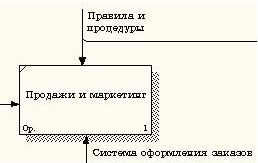 Правила и
процедуры
Продажи и маркетинг
0р. 1
Система оформления заказов